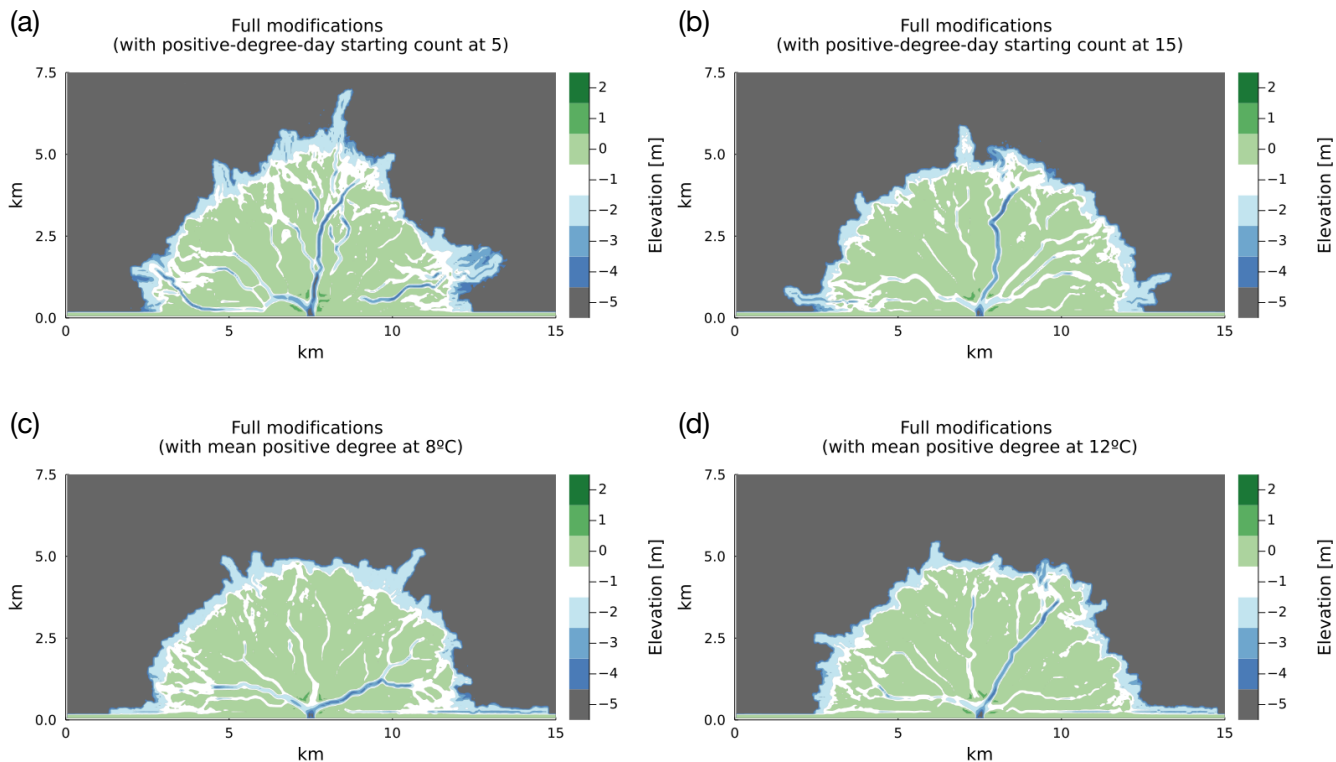 (a)
Full modifications
(with positive-degree-day starting count at 5)
7.5
5.0
2.5
0.0
km
0
5
10
15
km
2
1
0
−1
−2
−3
−4
−5
Elevation [m]
(b)
Full modifications
(with positive-degree-day starting count at 15)
7.5
5.0
2.5
0.0
km
0
5
10
15
km
2
1
0
−1
−2
−3
−4
−5
Elevation [m]
(c)
Full modifications
(with mean positive degree at 8ºC)
7.5
5.0
2.5
0.0
km
0
5
10
15
km
2
1
0
−1
−2
−3
−4
−5
Elevation [m]
(d)
Full modifications
(with mean positive degree at 12ºC)
7.5
5.0
2.5
0.0
km
0
5
10
15
km
2
1
0
−1
−2
−3
−4
−5
Elevation [m]